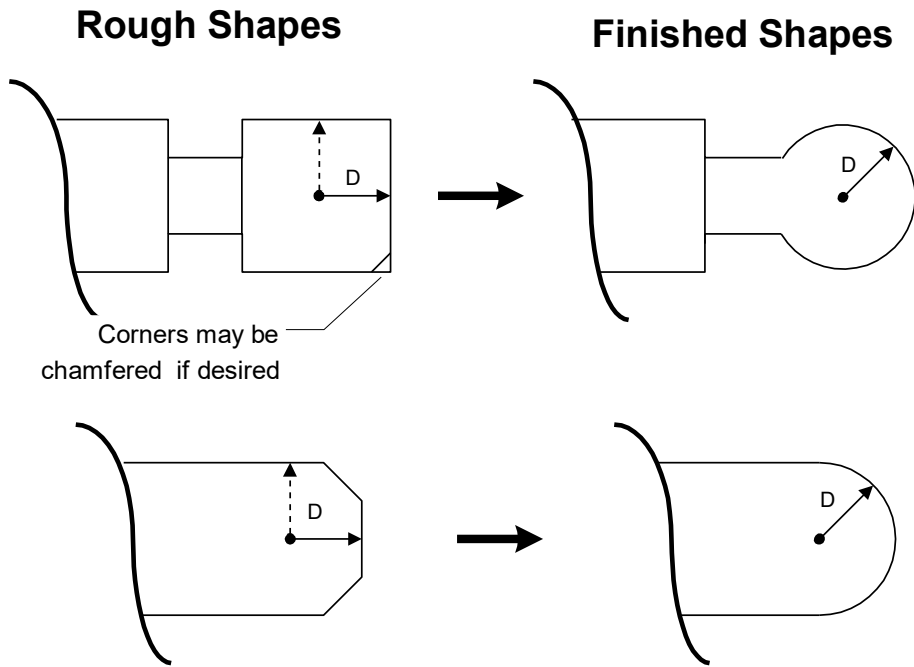 Rough Shapes
Finished Shapes
D
D
Corners may be
chamfered if desired
D
D